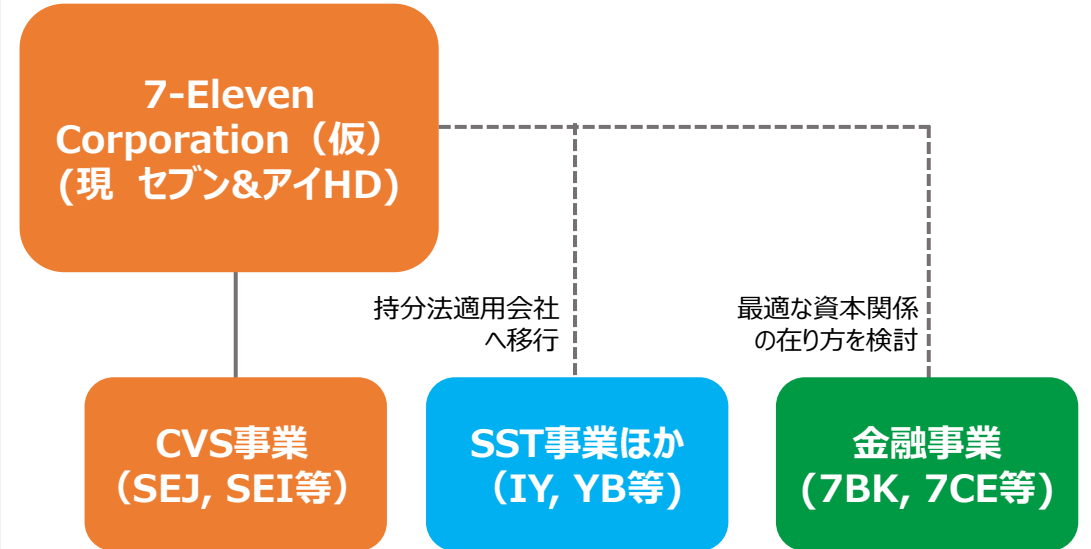 7-Eleven
Corporation（仮）
(現 セブン&アイHD)
持分法適用会社
へ移行
最適な資本関係
の在り方を検討
CVS事業
（SEJ, SEI等）
SST事業ほか
（IY, YB等)
金融事業
(7BK, 7CE等)